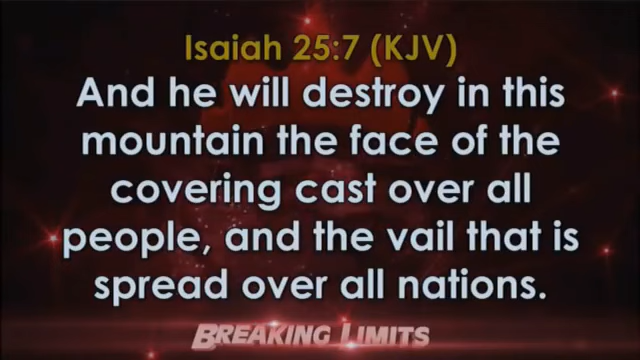 Isaiah 25:7 (KJV)
And he will destroy in this
mountain the face of the
covering cast over all
people, and the vail that is
spread over all nations.
BREAKING LIMITS